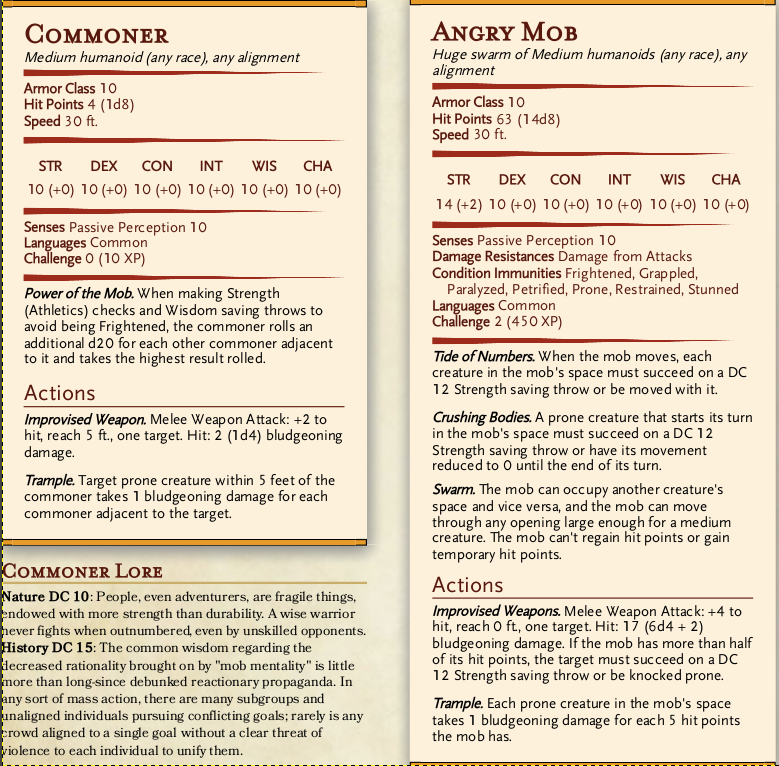 Commoner
Medium humanoid (any race), any alignment
Armor Class 10
Hit Points 4 (1d8)
Speed 30 ft.
STR DEX CON INT WIS CHA
10 (+0) 10 (+0) 10 (+0) 10 (+0) 10 (+0) 10 (+0)
Senses Passive Perception 10
Languages Common
Challenge 0 (10 XP)
Power of the Mob. When making Strength
(Athletics) checks and Wisdom saving throws to
avoid being Frightened, the commoner rolls an
additional d20 for each other commoner adjacent
to it and takes the highest result rolled.
Actions
Improvised Weapon. Melee Weapon Attack: +2 to
hit, reach 5 ft., one target. Hit: 2 (1d4) bludgeoning
damage.
Trample. Target prone creature within 5 feet of the
commoner takes 1 bludgeoning damage for each
commoner adjacent to the target.
Commoner Lore
Nature DC 10: People, even adventurers, are fragile things,
endowed with more strength than durability. A wise warrior
never fights when outnumbered, even by unskilled opponents.
History DC 15: The common wisdom regarding the
decreased rationality brought on by "mob mentality" is little
more than long-since debunked reactionary propaganda. In
any sort of mass action, there are many subgroups and
unaligned individuals pursuing conflicting goals; rarely is any
crowd aligned to a single goal without a clear threat of
violence to each individual to unify them.
Angry Mob
Huge swarm of Medium humanoids (any race), any
alignment
Armor Class 10
Hit Points 63 (14d8)
Speed 30 ft.
STR DEX CON INT WIS CHA
14 (+2) 10 (+0) 10 (+0) 10 (+0) 10 (+0) 10 (+0)
Senses Passive Perception 10
Damage Resistances Damage from Attacks
Condition Immunities Frightened, Grappled,
Paralyzed, Petrified, Prone, Restrained, Stunned
Languages Common
Challenge 2 (450 XP)
Tide of Numbers. When the mob moves, each
creature in the mob's space must succeed on a DC
12 Strength saving throw or be moved with it.
Crushing Bodies. A prone creature that starts its turn
in the mob's space must succeed on a DC 12
Strength saving throw or have its movement
reduced to 0 until the end of its turn.
Swarm. The mob can occupy another creature's
space and vice versa, and the mob can move
through any opening large enough for a medium
creature. The mob can't regain hit points or gain
temporary hit points.
Actions
Improvised Weapons. Melee Weapon Attack: +4 to
hit, reach 0 ft., one target. Hit: 17 (6d4 + 2)
bludgeoning damage. If the mob has more than half
of its hit points, the target must succeed on a DC
12 Strength saving throw or be knocked prone.
Trample. Each prone creature in the mob's space
takes 1 bludgeoning damage for each 5 hit points
the mob has.